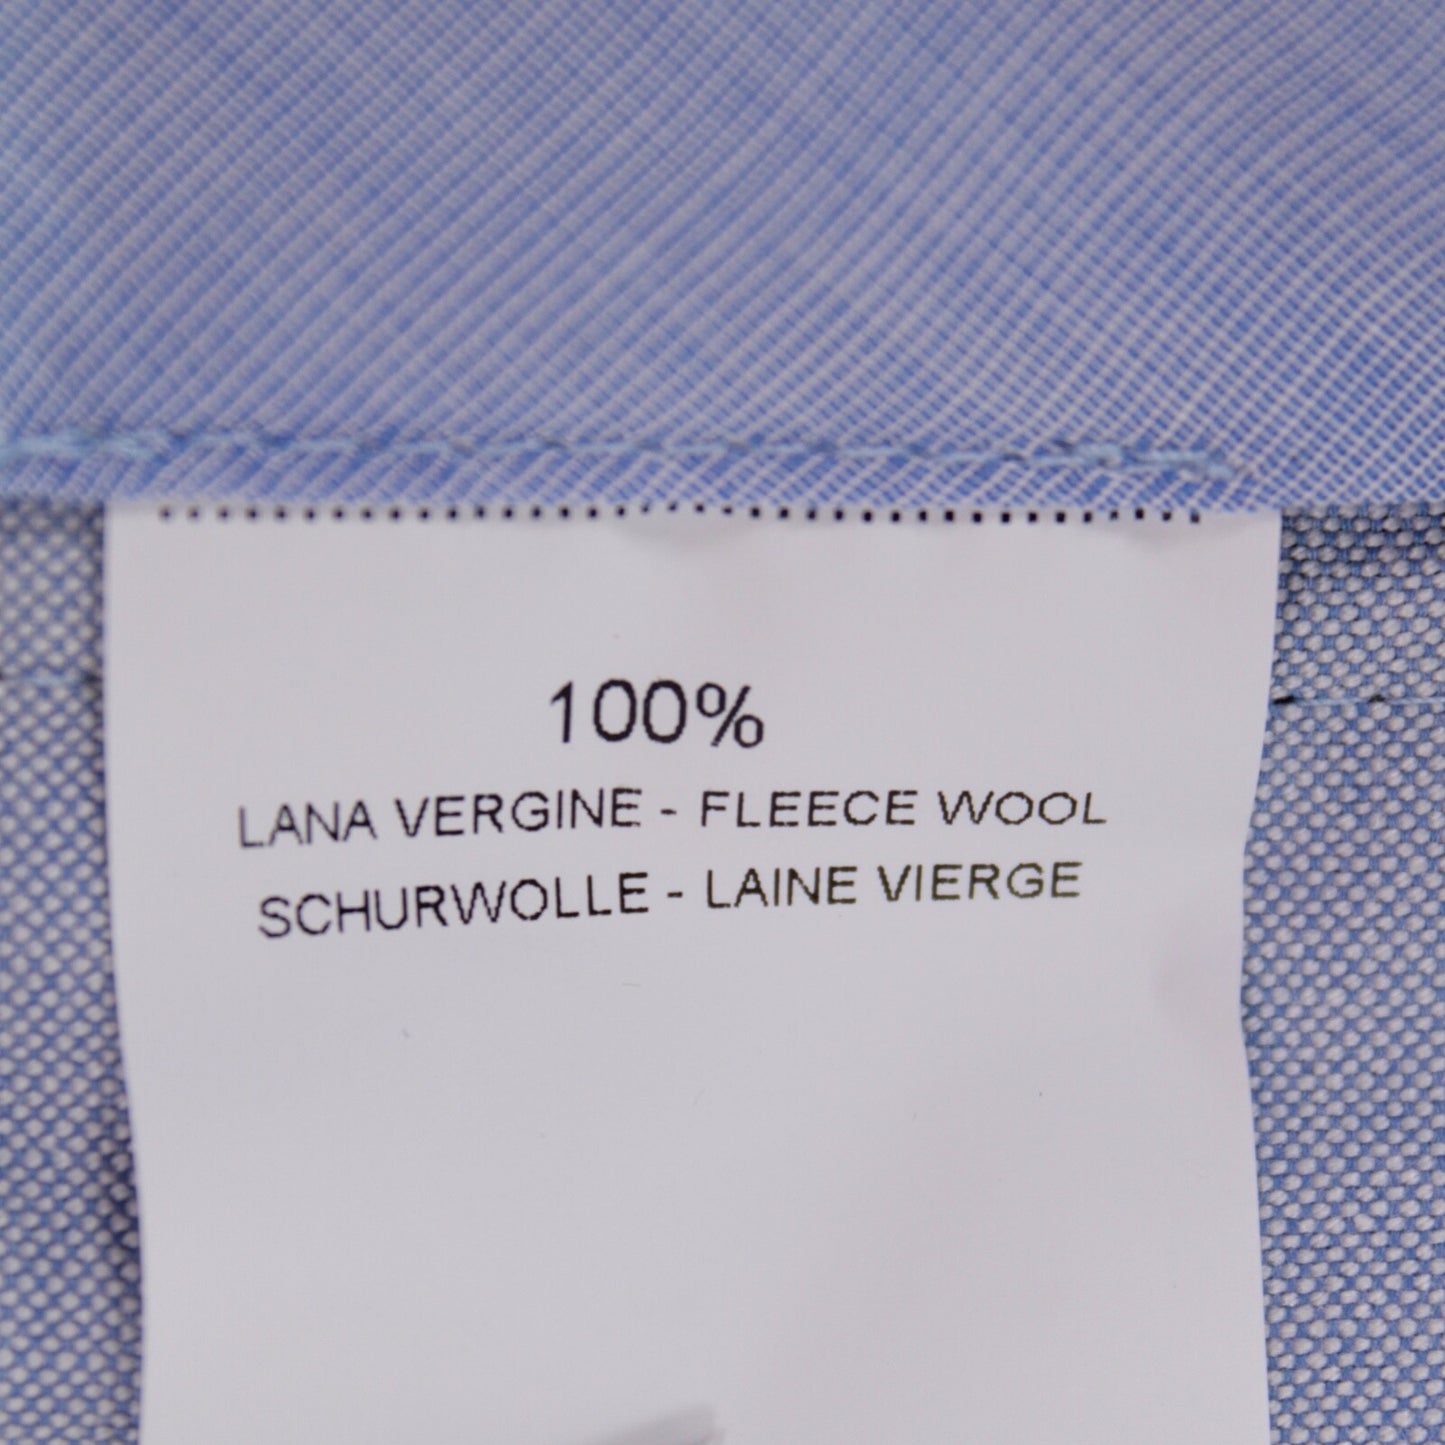 100%
LANA VERGINE - FLEECE WOOL
SCHURWOLLE - LAINE VIERGE